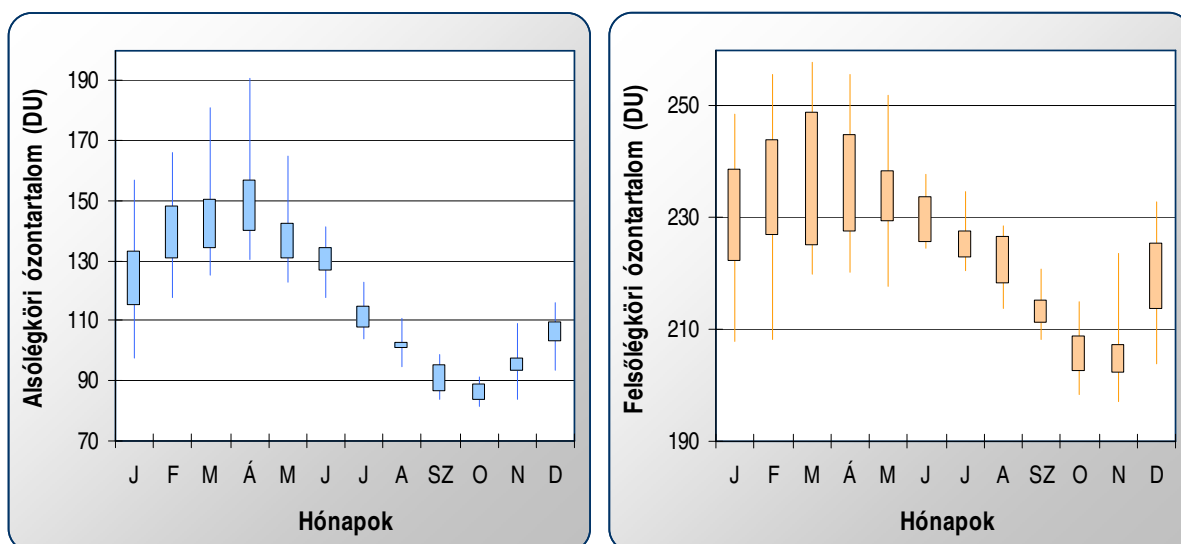 Alsólégköri ózontartalom (DU)
190
170
150
130
110
90
70
J F M Á M J J A SZ O N D
Hónapok
Felsőlégköri ózontartalom (DU)
250
230
210
190
J F M Á M J J A SZ O N D
Hónapok